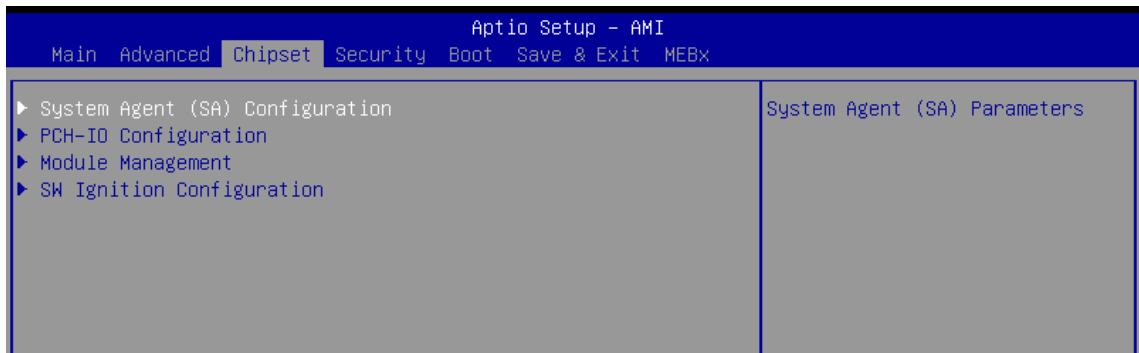 Aptio Setup – AMI
Main Advanced Chipset Security Boot Save & Exit MEBx
System Agent (SA) Configuration
PCH-IO Configuration
Module Management
SW Ignition Configuration
System Agent (SA) Parameters